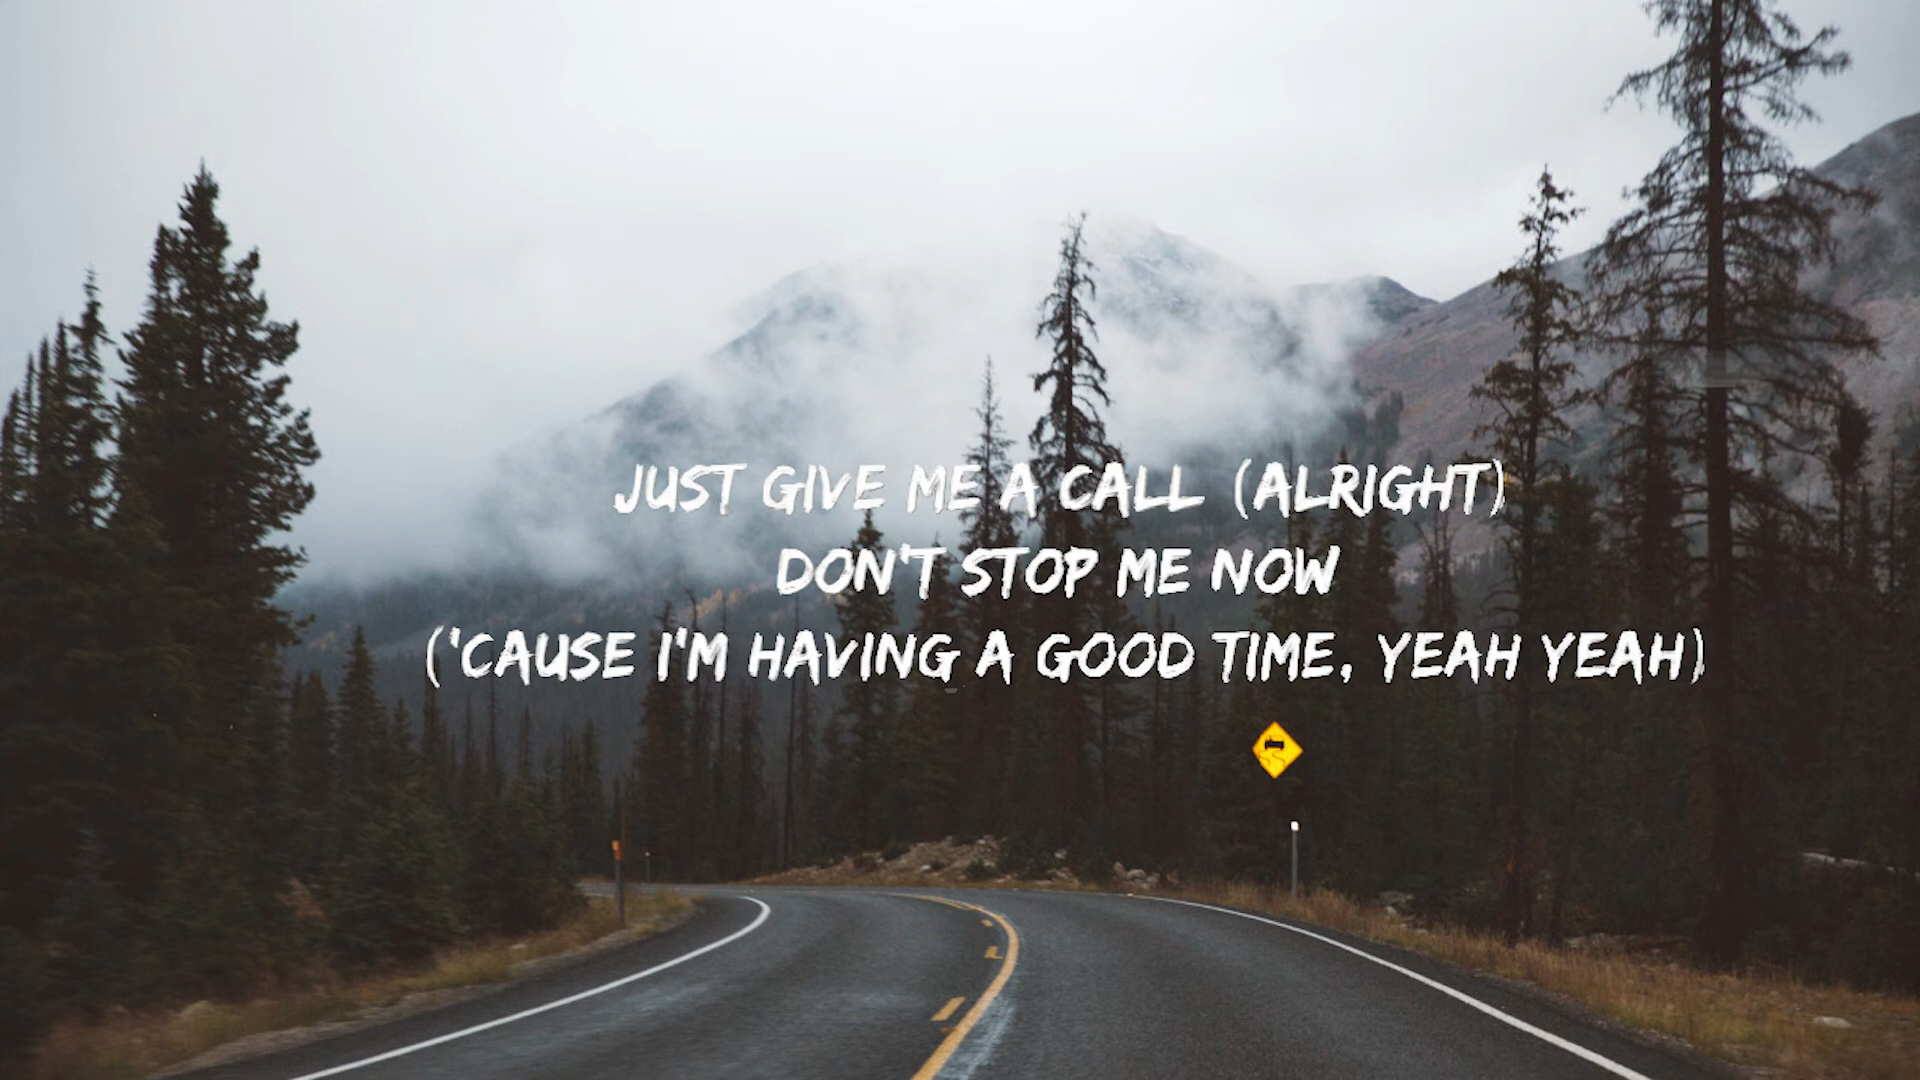 JUST GIVE ME A CALL (ALRIGHT)
DON'T STOP ME NOW
('CAUSE I'M HAVING A GOOD TIME, YEAH YEAH)